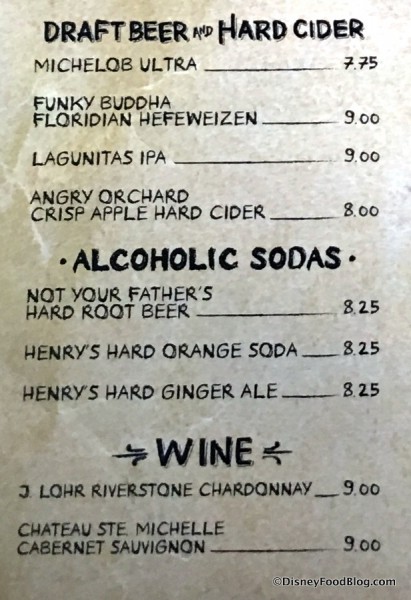 DRAFT BEER AND HARD CIDER
MICHELOB ULTRA 7.75
FUNKY BUDDHA
FLORIDIAN HEFEWEIZEN 9.00
LAGUNITAS IPA 9.00
ANGRY ORCHARD
CRISP APPLE HARD CIDER 8.00
· ALCOHOLIC SODAS ·
NOT YOUR FATHER'S
HARD ROOT BEER 8.25
HENRY'S HARD ORANGE SODA 8.25
HENRY'S HARD GINGER ALE 8.25
WINE
J. LOHR RIVERSTONE CHARDONNAY 9.00
CHATEAU STE. MICHELLE
CABERNET SAUVIGNON 9.00
©DisneyFoodBlog.com